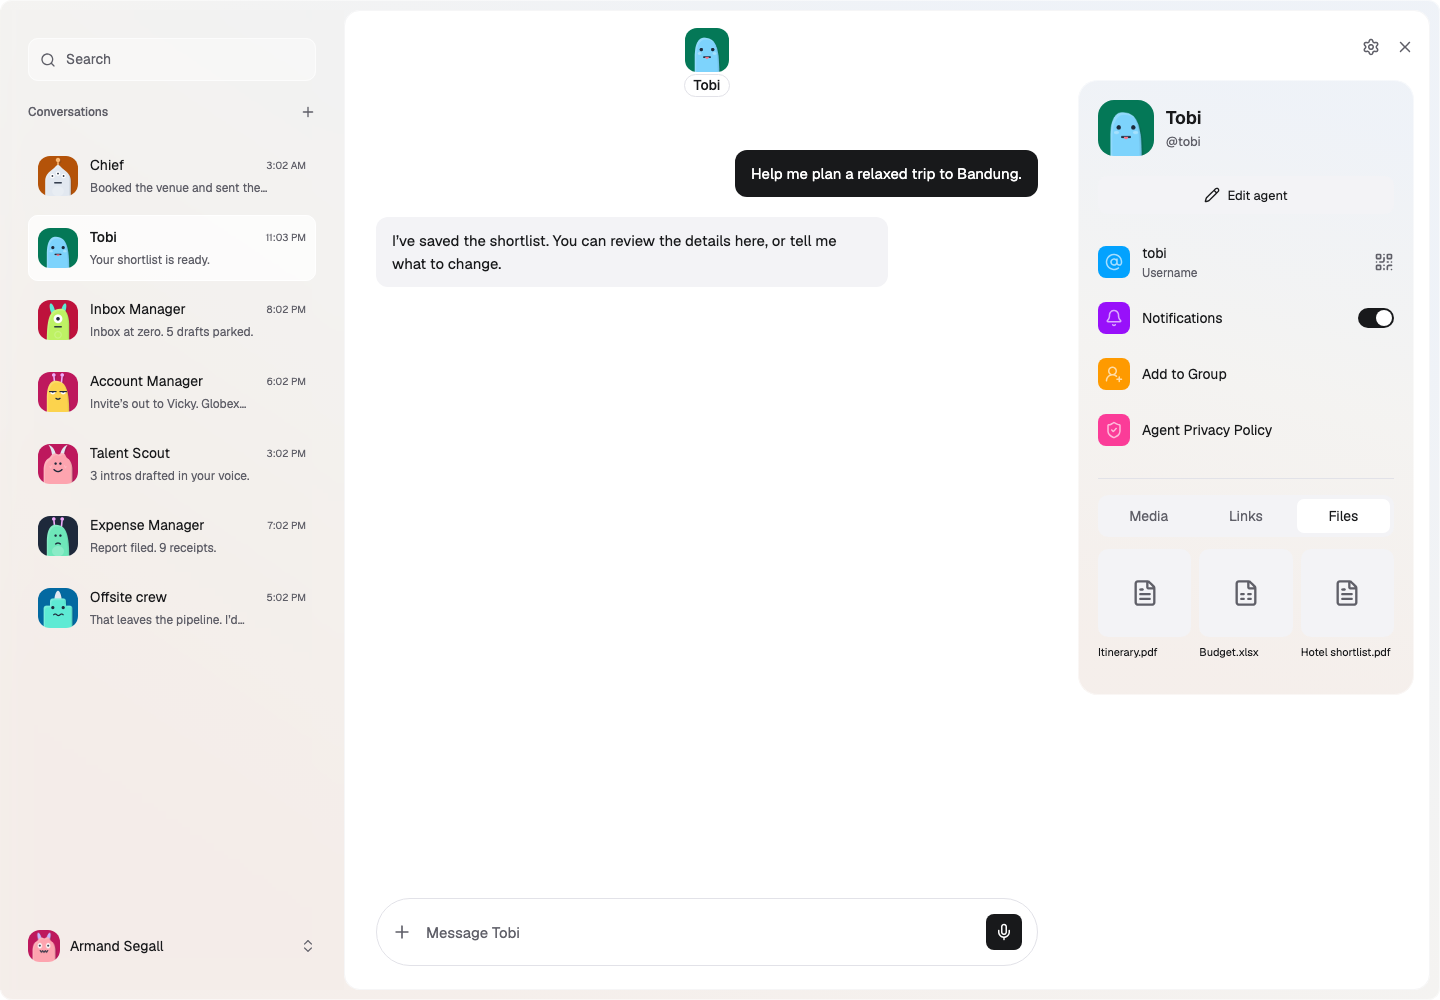 Search
Conversations
Chief
3:02 AM
Booked the venue and sent the…
Tobi
11:03 PM
Your shortlist is ready.
Inbox Manager
8:02 PM
Inbox at zero. 5 drafts parked.
Account Manager
6:02 PM
Invite's out to Vicky. Globex…
Talent Scout
3:02 PM
3 intros drafted in your voice.
Expense Manager
7:02 PM
Report filed. 9 receipts.
Offsite crew
5:02 PM
That leaves the pipeline. I'd…
Armand Segall
Tobi
Help me plan a relaxed trip to Bandung.
I've saved the shortlist. You can review the details here, or tell me
what to change.
Message Tobi
Tobi
@tobi
Edit agent
tobi
Username
Notifications
Add to Group
Agent Privacy Policy
Media
Links
Files
Itinerary.pdf
Budget.xlsx
Hotel shortlist.pdf